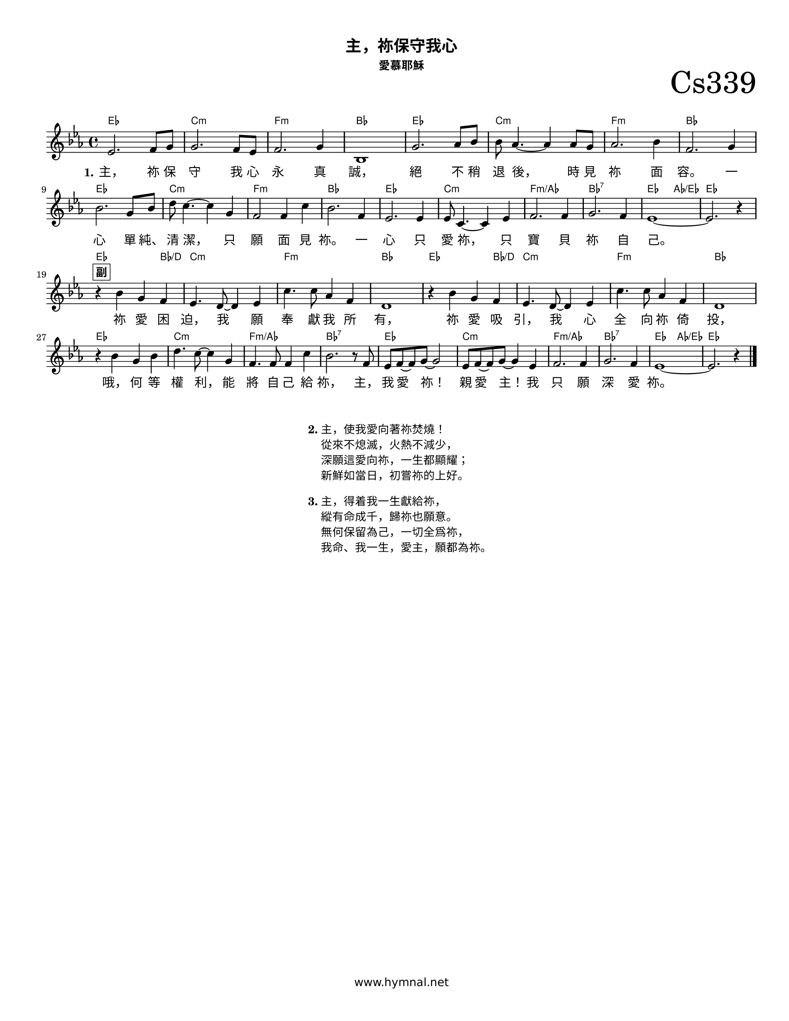 主，祢保守我心
愛慕耶穌
Cs339
E♭ Cm Fm B♭ E♭ Cm Fm B♭
1. 主， 祢保 守 我心 永 真 誠， 絕 不稍 退後， 時見 祢 面 容。 一
9 E♭ Cm Fm B♭ E♭ Cm Fm/A♭ B♭7 E♭ A♭/E♭ E♭
心 單純、清潔， 只 願 面 見祢。 一 心 只 愛祢， 只 寶 貝 祢 自 己。
E♭ B♭/D Cm Fm B♭ E♭ B♭/D Cm Fm B♭
19 副
祢 愛 困 迫， 我 願 奉 獻我 所 有， 祢 愛 吸 引， 我 心 全 向祢 倚 投，
27 E♭ Cm Fm/A♭ B♭7 E♭ Cm Fm/A♭ B♭7 E♭ A♭/E♭ E♭
哦，何 等 權 利，能 將 自己 給 祢， 主，我愛 祢！ 親愛 主！我 只 願 深 愛 祢。
2. 主，使我愛向著祢焚燒！
從來不熄滅，火熱不減少，
深願這愛向祢，一生都顯耀；
新鮮如當日，初嘗祢的上好。
3. 主，得着我一生獻給祢，
縱有命成千，歸祢也願意。
無何保留為己，一切全爲祢，
我命、我一生，愛主，願都為祢。
www.hymnal.net